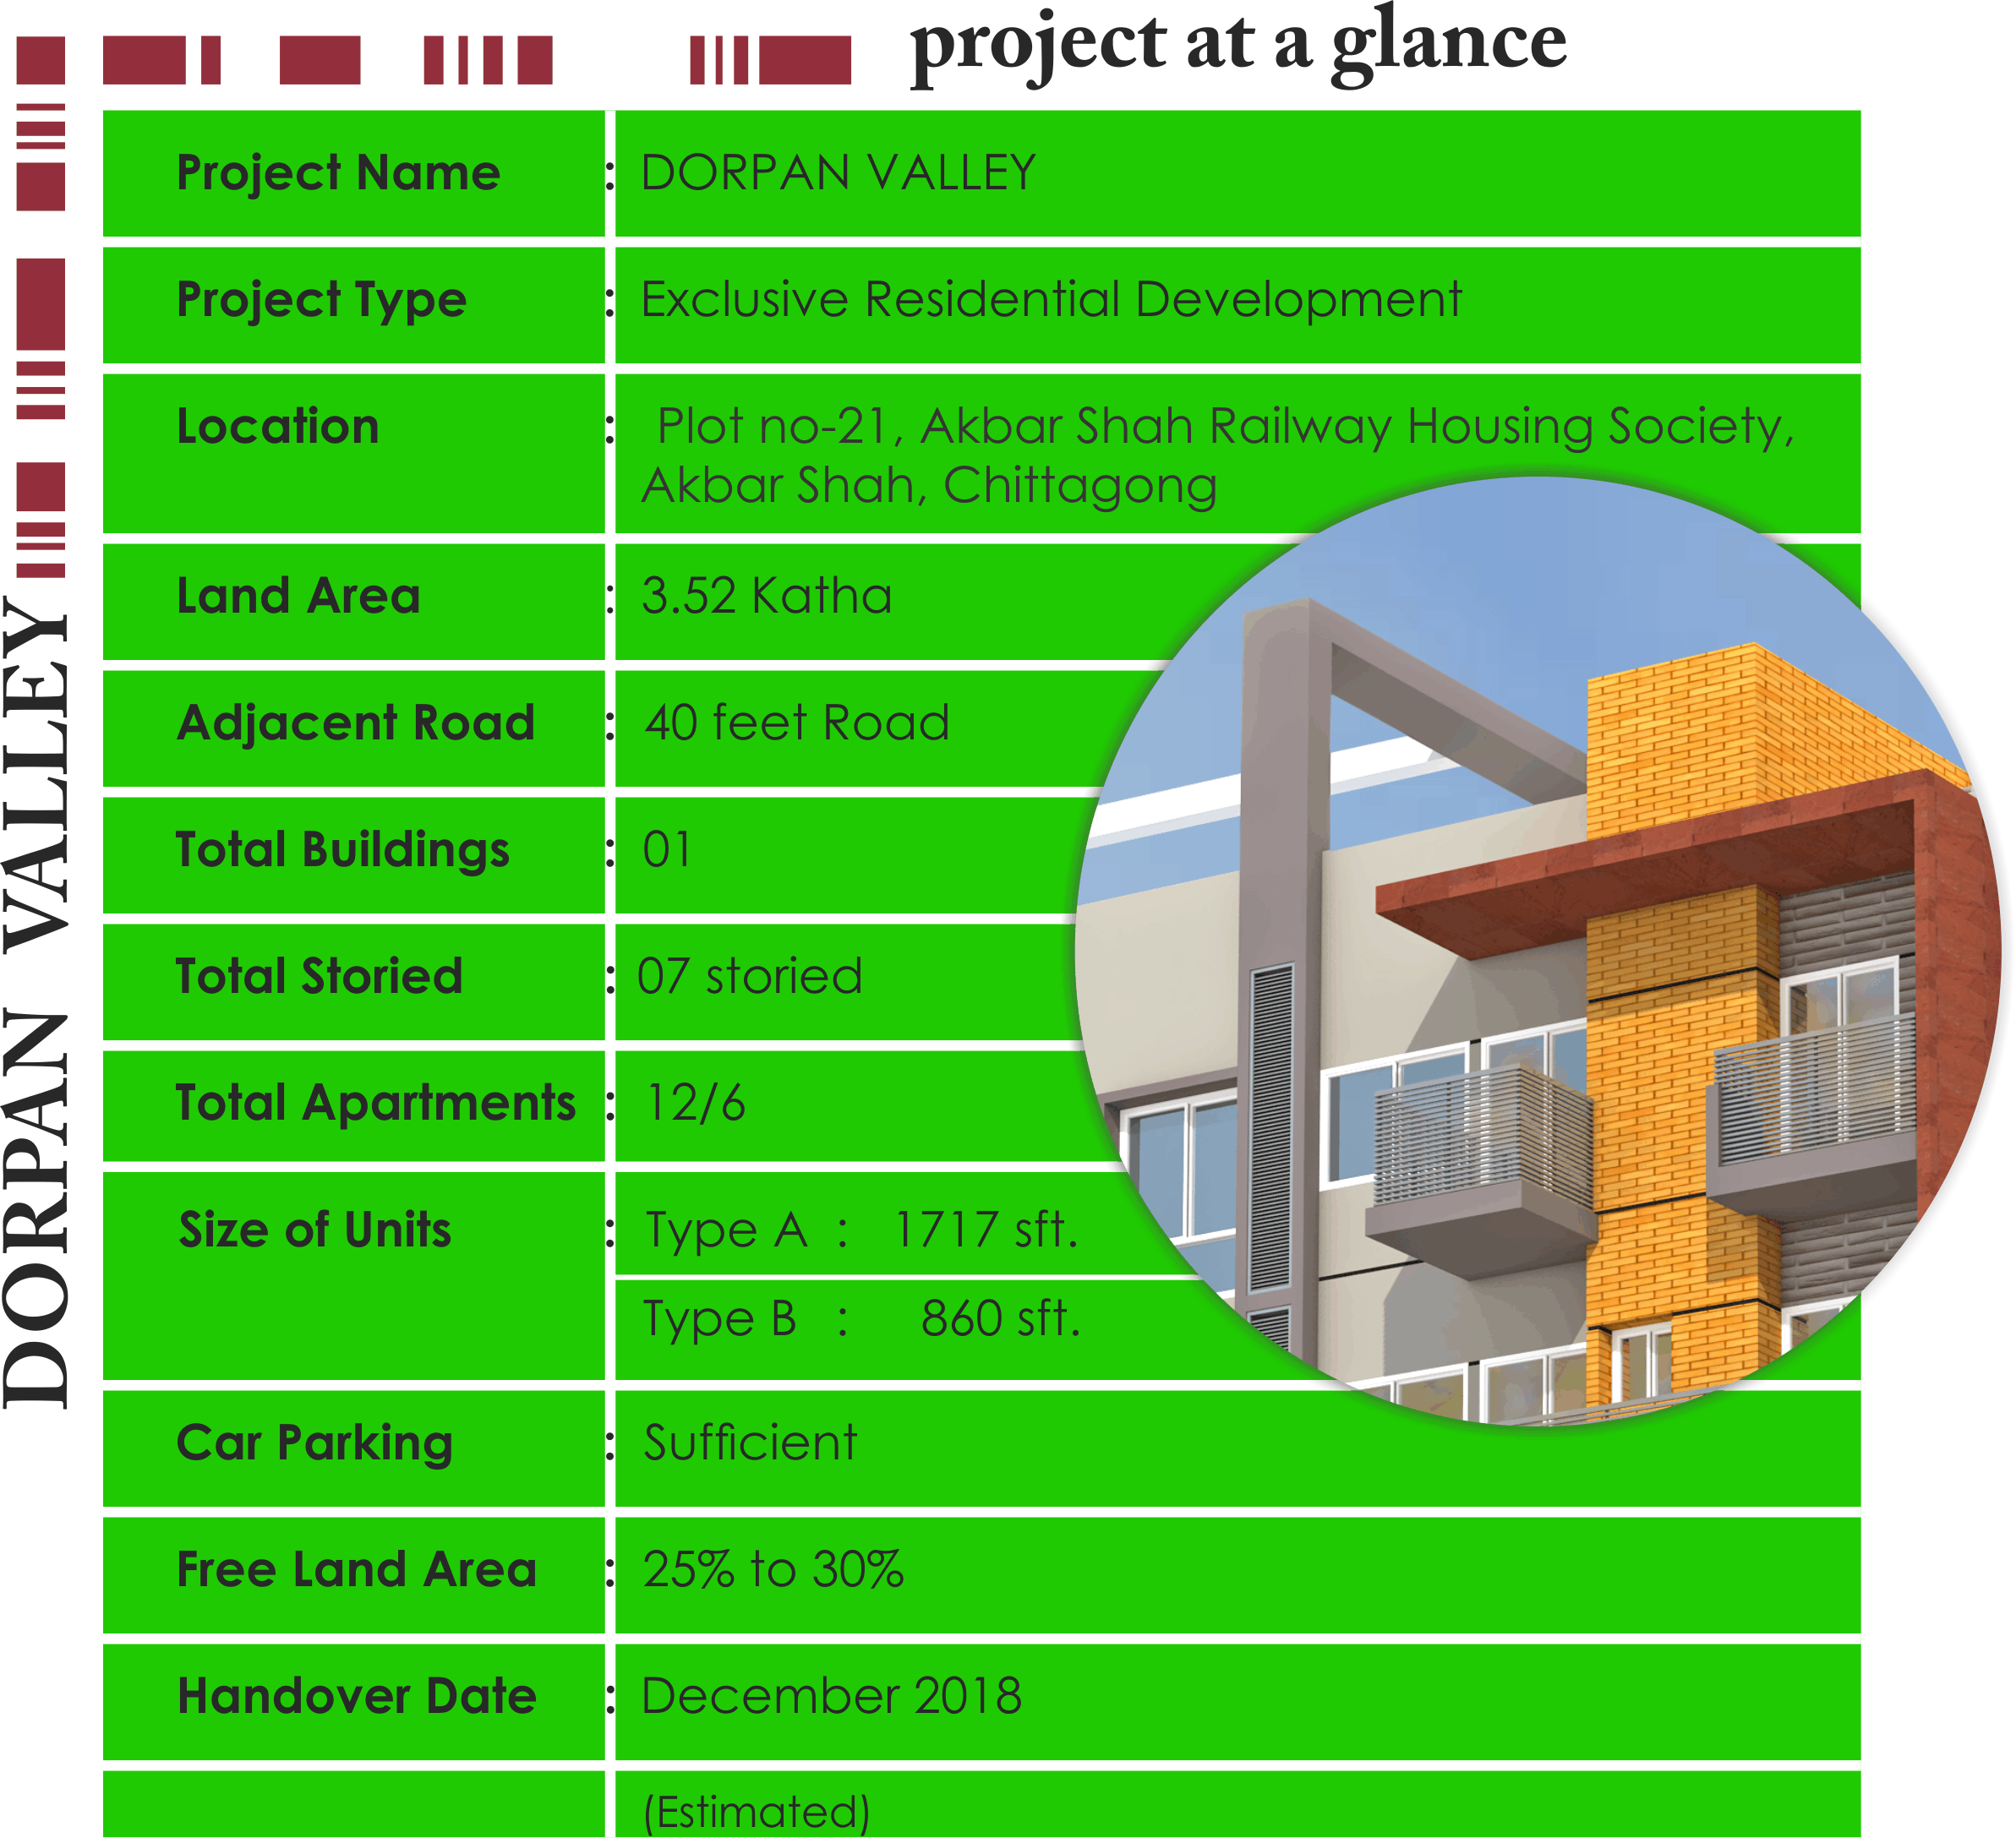 project at a glance
DORPAN VALLEY
Project Name : DORPAN VALLEY
Project Type : Exclusive Residential Development
Location : Plot no-21, Akbar Shah Railway Housing Society,
Akbar Shah, Chittagong
Land Area : 3.52 Katha
Adjacent Road : 40 feet Road
Total Buildings : 01
Total Storied : 07 storied
Total Apartments : 12/6
Size of Units : Type A : 1717 sft.
Type B : 860 sft.
Car Parking : Sufficient
Free Land Area : 25% to 30%
Handover Date : December 2018
(Estimated)